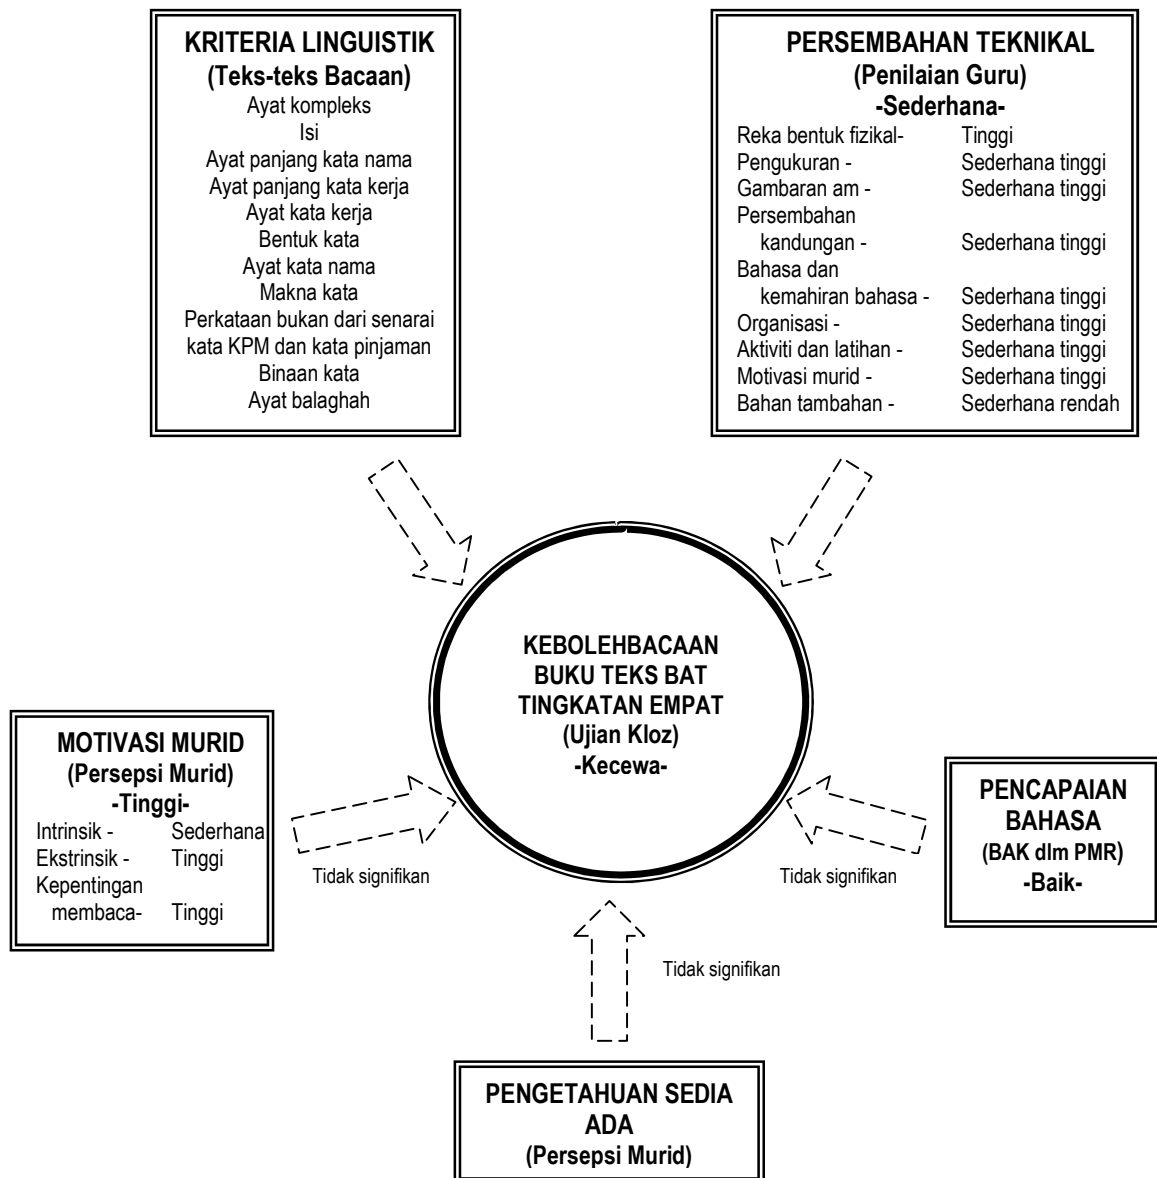 KRITERIA LINGUISTIK
(Teks-teks Bacaan)
Ayat kompleks
Isi
Ayat panjang kata nama
Ayat panjang kata kerja
Ayat kata kerja
Bentuk kata
Ayat kata nama
Makna kata
Perkataan bukan dari senarai
kata KPM dan kata pinjaman
Binaan kata
Ayat balaghah
PERSEMBAHAN TEKNIKAL
(Penilaian Guru)
-Sederhana-
Reka bentuk fizikal- Tinggi
Pengukuran - Sederhana tinggi
Gambaran am - Sederhana tinggi
Persembahan
kandungan - Sederhana tinggi
Bahasa dan
kemahiran bahasa - Sederhana tinggi
Organisasi - Sederhana tinggi
Aktiviti dan latihan - Sederhana tinggi
Motivasi murid - Sederhana tinggi
Bahan tambahan - Sederhana rendah
KEBOLEHBACAAN
BUKU TEKS BAT
TINGKATAN EMPAT
(Ujian Kloz)
-Kecewa-
MOTIVASI MURID
(Persepsi Murid)
-Tinggi-
Intrinsik - Sederhana
Ekstrinsik - Tinggi
Kepentingan
membaca- Tinggi
Tidak signifikan
Tidak signifikan
PENCAPAIAN
BAHASA
(BAK dlm PMR)
-Baik-
Tidak signifikan
PENGETAHUAN SEDIA
ADA
(Persepsi Murid)